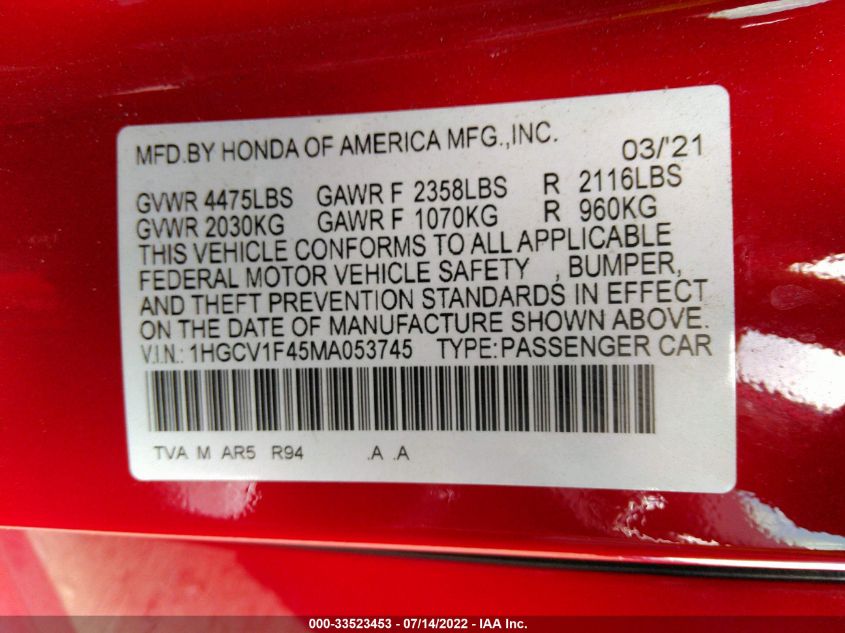 MFD.BY HONDA OF AMERICA MFG.,INC. 03/'21
GVWR 4475LBS GAWR F 2358LBS R 2116LBS
GVWR 2030KG GAWR F 1070KG R 960KG
THIS VEHICLE CONFORMS TO ALL APPLICABLE
FEDERAL MOTOR VEHICLE SAFETY , BUMPER,
AND THEFT PREVENTION STANDARDS IN EFFECT
ON THE DATE OF MANUFACTURE SHOWN ABOVE.
V.I.N.: 1HGCV1F45MA053745 TYPE:PASSENGER CAR
TVA M AR5 R94 .A .A
000-33523453 - 07/14/2022 - IAA Inc.